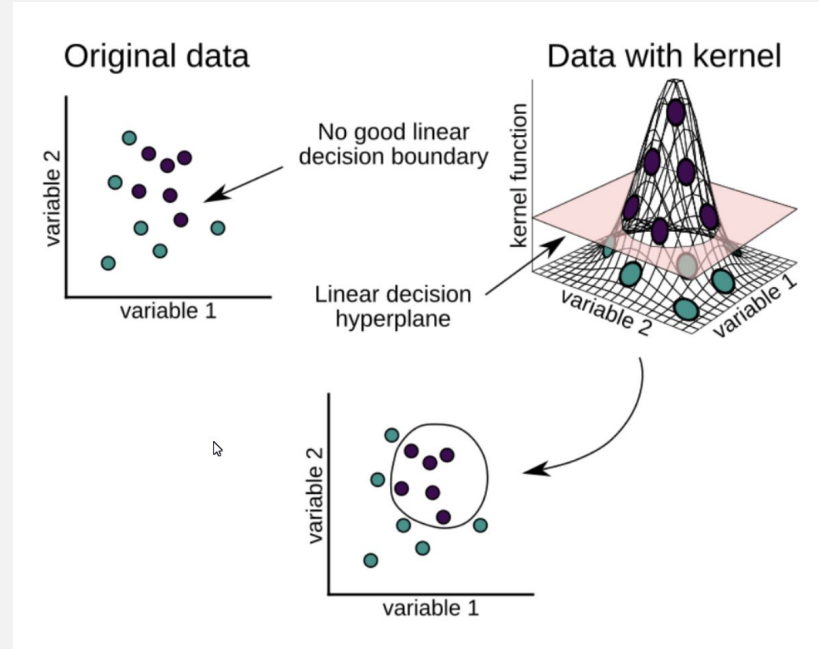 Original data
Data with kernel
variable 2
variable 1
No good linear
decision boundary
kernel function
variable 2
variable 1
Linear decision
hyperplane
variable 2
variable 1